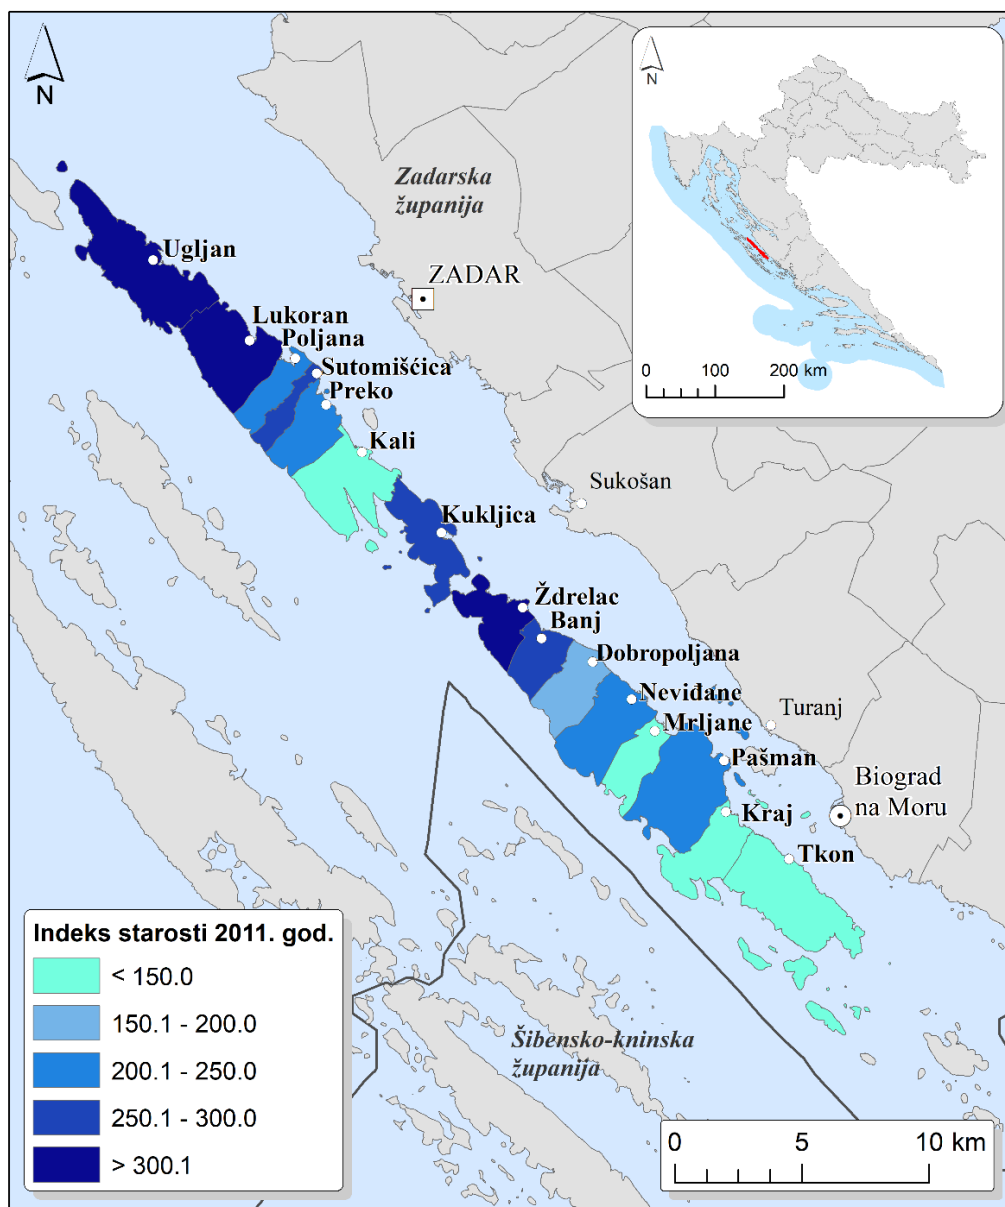 N
N
Zadarska
županija
Ugljan
ZADAR
Lukoran
Poljana
Sutomišćica
Preko
Kali
0 100 200 km
Sukošan
Kukljica
Ždrelac
Banj
Dobropoljana
Neviđane
Mrljane
Turanj
Pašman
Biograd
na Moru
Kraj
Tkon
Indeks starosti 2011. god.
< 150.0
150.1 - 200.0
200.1 - 250.0
250.1 - 300.0
> 300.1
Šibensko-kninska
županija
0 5 10 km